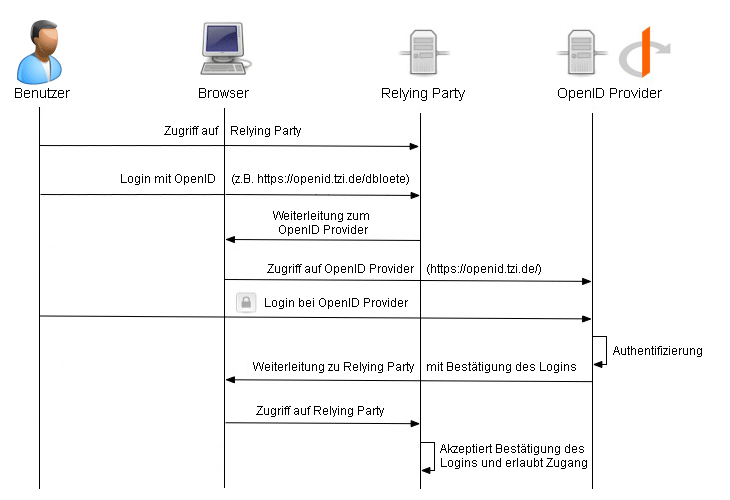 Benutzer
Browser
Relying Party
OpenID Provider
Zugriff auf Relying Party
Login mit OpenID (z.B. https://openid.tzi.de/dbloete)
Weiterleitung zum
OpenID Provider
Zugriff auf OpenID Provider (https://openid.tzi.de/)
Login bei OpenID Provider
Authentifizierung
Weiterleitung zu Relying Party mit Bestätigung des Logins
Zugriff auf Relying Party
Akzeptiert Bestätigung des
Logins und erlaubt Zugang